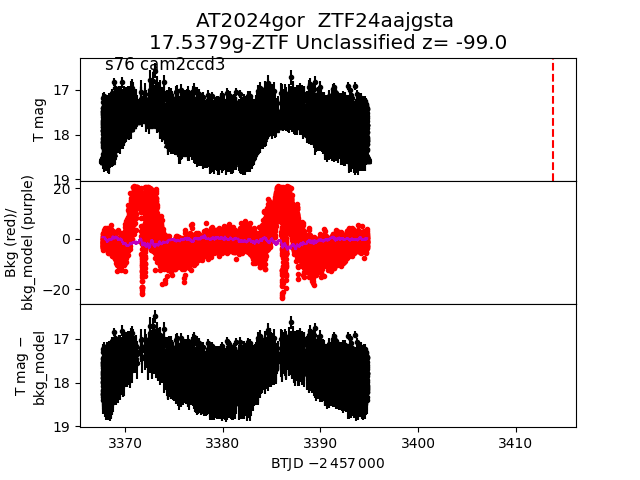 AT2024gor ZTF24aajgsta
17.5379g-ZTF Unclassified z= -99.0
s76 cam2ccd3
17
18
19
T mag
20
0
−20
Bkg (red)/
bkg_model (purple)
17
18
19
T mag −
bkg_model
3370 3380 3390 3400 3410
BTJD −2 457 000